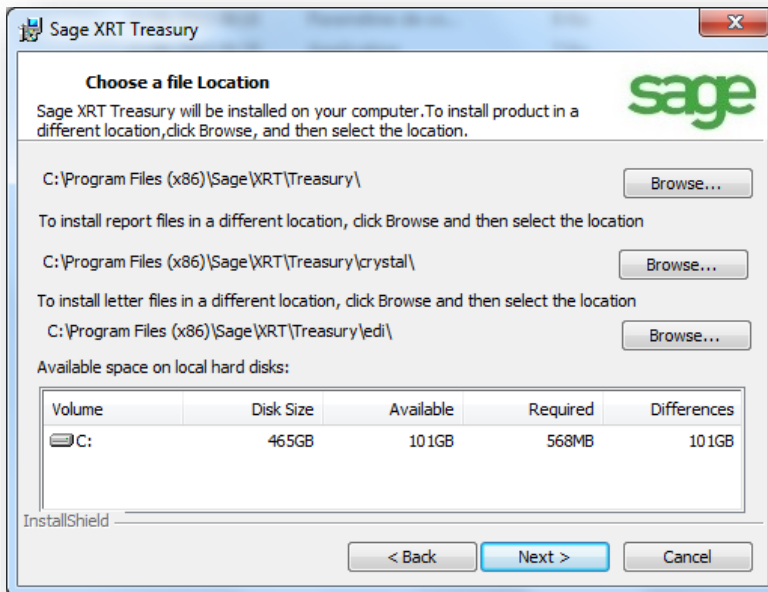 Sage XRT Treasury
Choose a file Location
Sage XRT Treasury will be installed on your computer.To install product in a
different location,click Browse, and then select the location.
sage
C:\Program Files (x86)\Sage\XRT\Treasury\
Browse...
To install report files in a different location, click Browse and then select the location
C:\Program Files (x86)\Sage\XRT\Treasury\crystal\
Browse...
To install letter files in a different location, click Browse and then select the location
C:\Program Files (x86)\Sage\XRT\Treasury\edi\
Browse...
Available space on local hard disks:
Volume Disk Size Available Required Differences
C: 465GB 101GB 568MB 101GB
InstallShield
< Back Next > Cancel